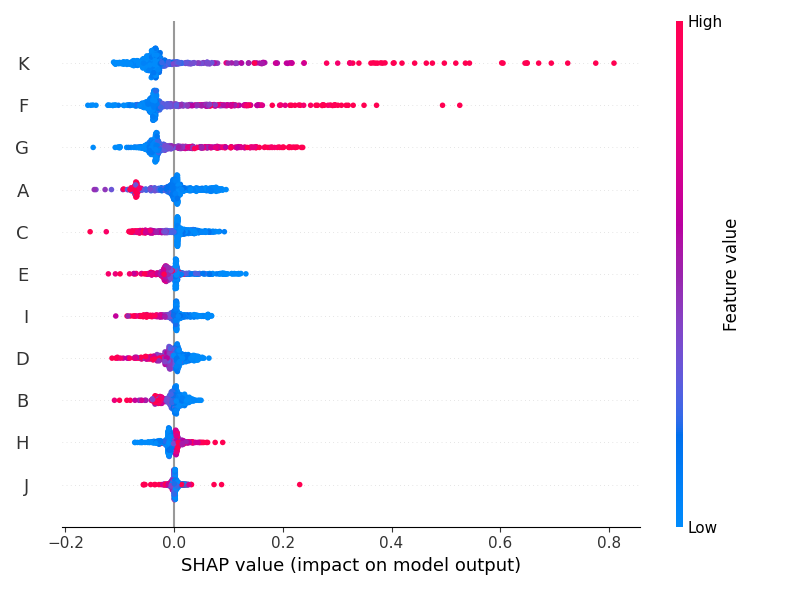 High
K
F
G
A
C
E
I
D
B
H
J
Feature value
Low
−0.2 0.0 0.2 0.4 0.6 0.8
SHAP value (impact on model output)